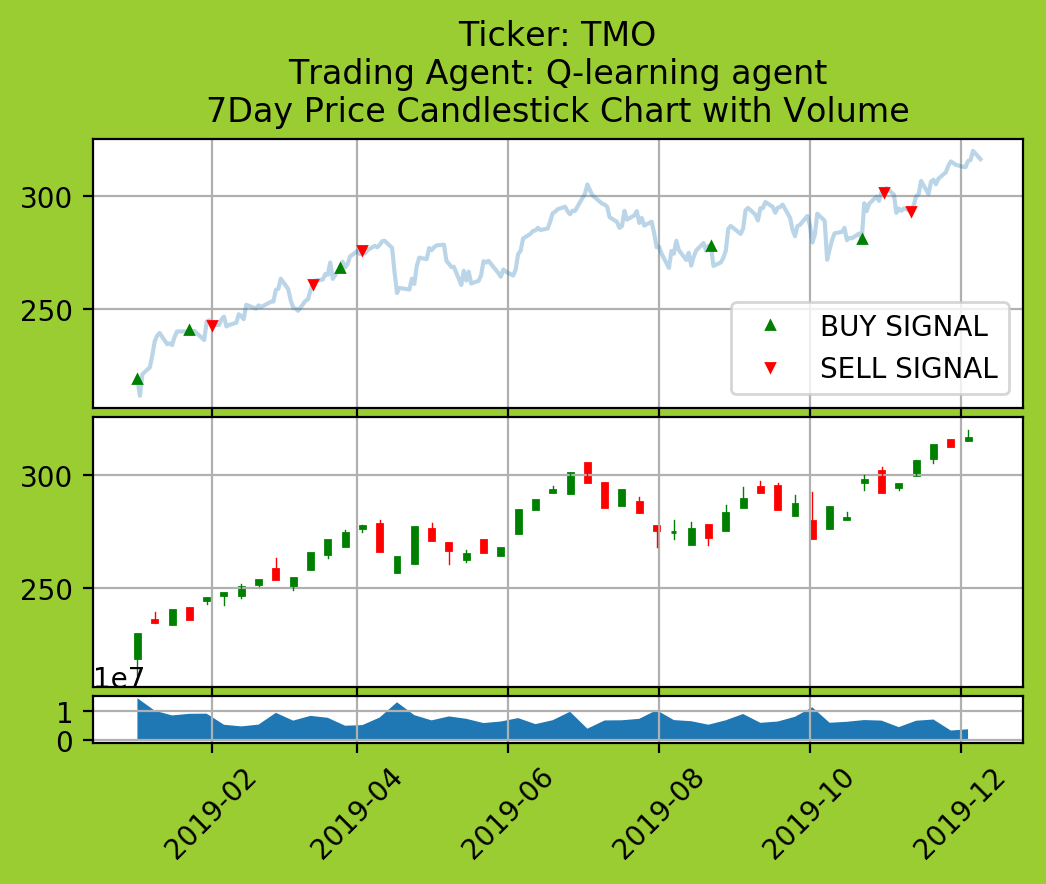 Ticker: TMO
Trading Agent: Q-learning agent
7Day Price Candlestick Chart with Volume
300
250
BUY SIGNAL
SELL SIGNAL
300
250
1e7
1
0
2019-02
2019-04
2019-06
2019-08
2019-10
2019-12